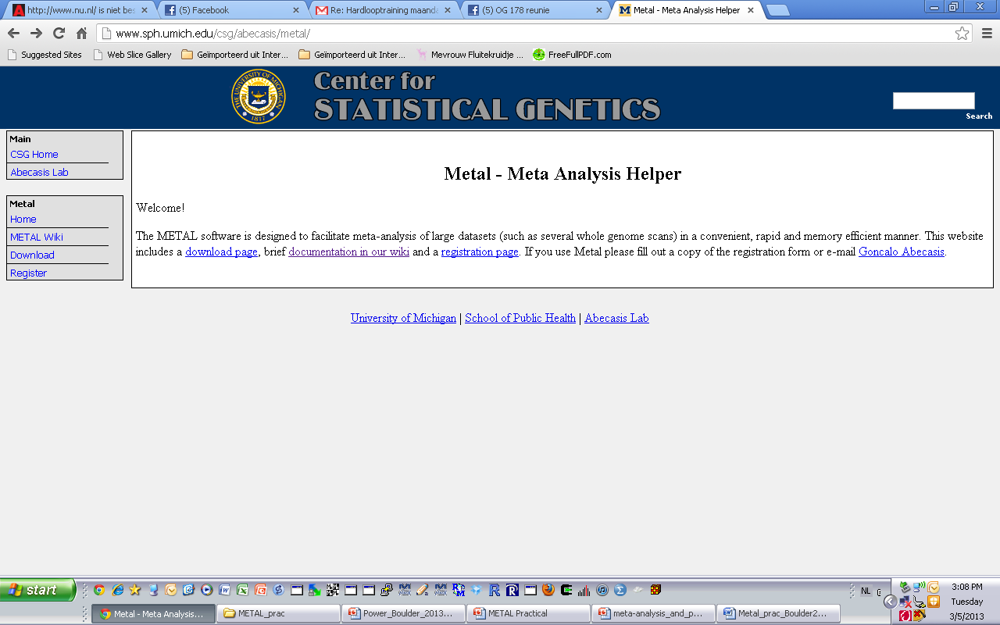 http://www.nu.nl/ is niet bes
(5) Facebook
Re: Hardlooptraining maanda
(5) OG 178 reunie
Metal - Meta Analysis Helper
www.sph.umich.edu/csg/abecasis/metal/
Suggested Sites
Web Slice Gallery
Geïmporteerd uit Inter...
Geïmporteerd uit Inter...
Mevrouw Fluitekruidje ...
FreeFullPDF.com
THE UNIVERSITY OF MICHIGAN
1817
Center for
STATISTICAL GENETICS
Search
Main
CSG Home
Abecasis Lab
Metal
Home
METAL Wiki
Download
Register
Metal - Meta Analysis Helper
Welcome!
The METAL software is designed to facilitate meta-analysis of large datasets (such as several whole genome scans) in a convenient, rapid and memory efficient manner. This website
includes a download page, brief documentation in our wiki and a registration page. If you use Metal please fill out a copy of the registration form or e-mail Goncalo Abecasis.
University of Michigan | School of Public Health | Abecasis Lab
start
NL
3:08 PM
Tuesday
3/5/2013
Metal - Meta Analysis...
METAL_prac
Power_Boulder_2013...
METAL Practical
meta-analysis_and_p...
Metal_prac_Boulder2...